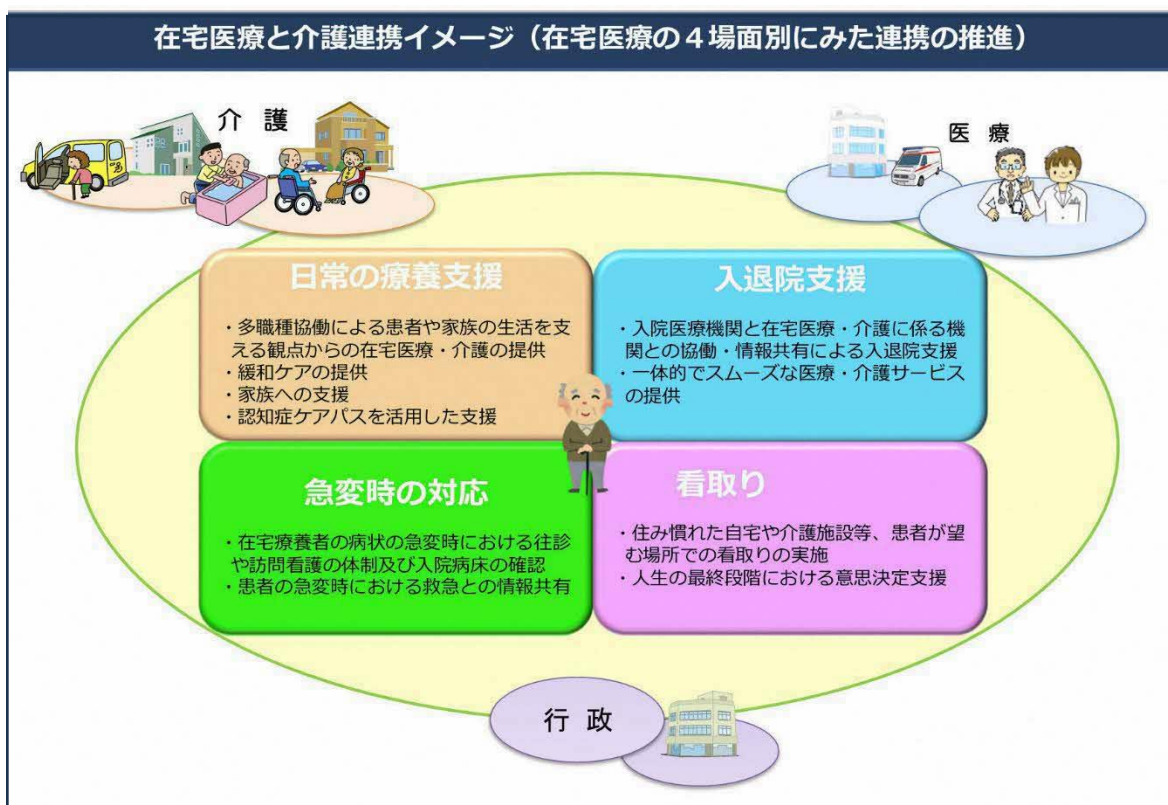 在宅医療と介護連携イメージ（在宅医療の４場面別にみた連携の推進）
介 護
医 療
日常の療養支援
・多職種協働による患者や家族の生活を支
える観点からの在宅医療・介護の提供
・緩和ケアの提供
・家族への支援
・認知症ケアパスを活用した支援
入退院支援
・入院医療機関と在宅医療・介護に係る機
関との協働・情報共有による入退院支援
・一体的でスムーズな医療・介護サービス
の提供
急変時の対応
・在宅療養者の病状の急変時における往診
や訪問看護の体制及び入院病床の確認
・患者の急変時における救急との情報共有
看取り
・住み慣れた自宅や介護施設等、患者が望
む場所での看取りの実施
・人生の最終段階における意思決定支援
行 政